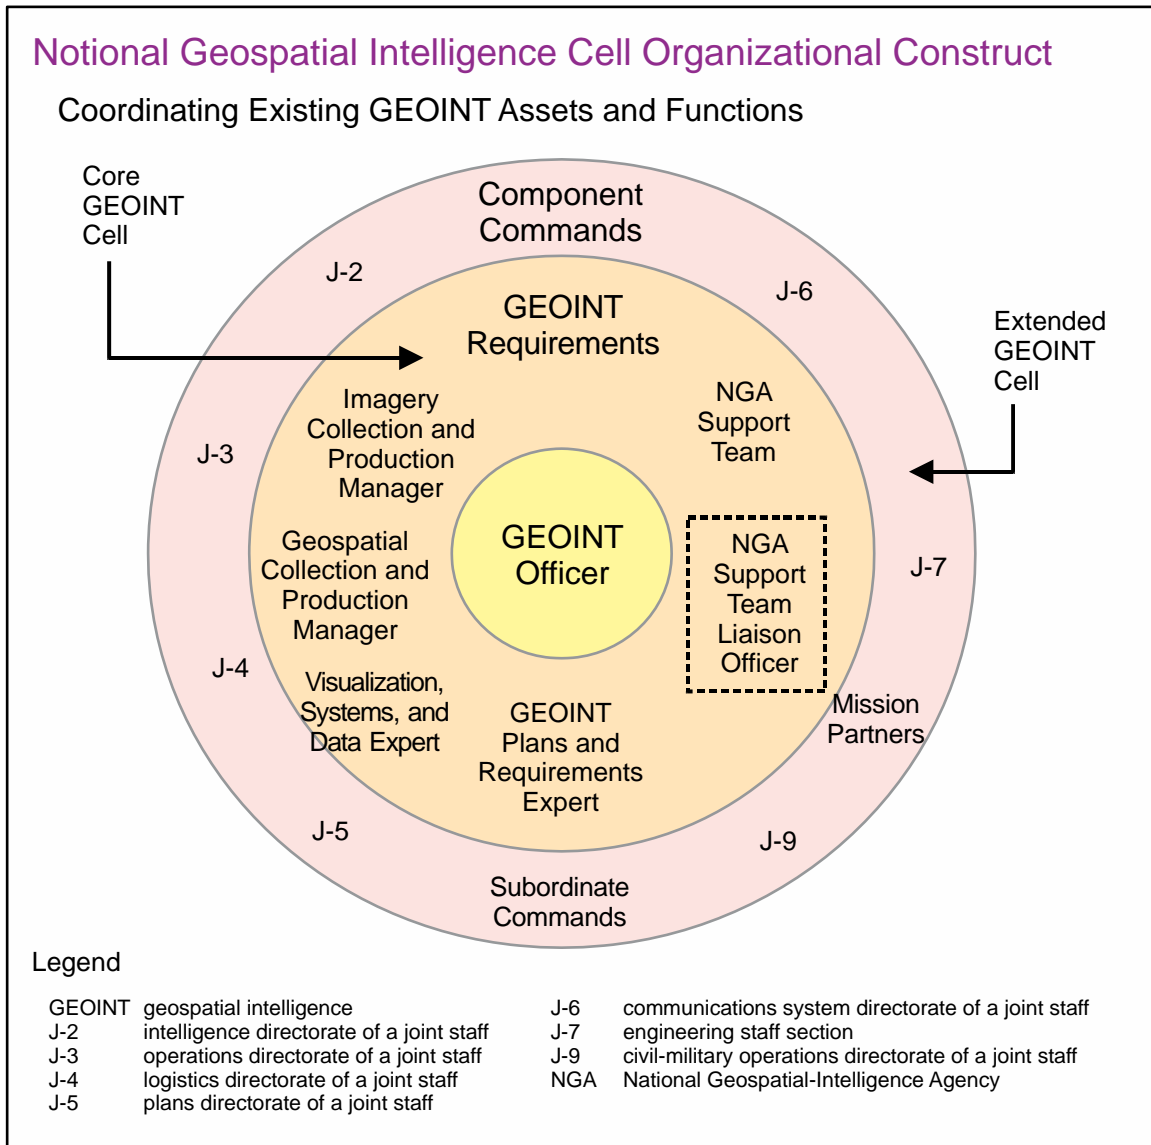 Notional Geospatial Intelligence Cell Organizational Construct
Coordinating Existing GEOINT Assets and Functions
Core
GEOINT
Cell
Component
Commands
J-2
J-6
GEOINT
Requirements
Extended
GEOINT
Cell
Imagery
Collection and
Production
Manager
NGA
Support
Team
J-3
GEOINT
Officer
Geospatial
Collection and
Production
Manager
NGA
Support
Team
Liaison
Officer
J-7
J-4
Visualization,
Systems, and
Data Expert
GEOINT
Plans and
Requirements
Expert
Mission
Partners
J-5
J-9
Subordinate
Commands
Legend
GEOINT geospatial intelligence
J-2 intelligence directorate of a joint staff
J-3 operations directorate of a joint staff
J-4 logistics directorate of a joint staff
J-5 plans directorate of a joint staff
J-6 communications system directorate of a joint staff
J-7 engineering staff section
J-9 civil-military operations directorate of a joint staff
NGA National Geospatial-Intelligence Agency